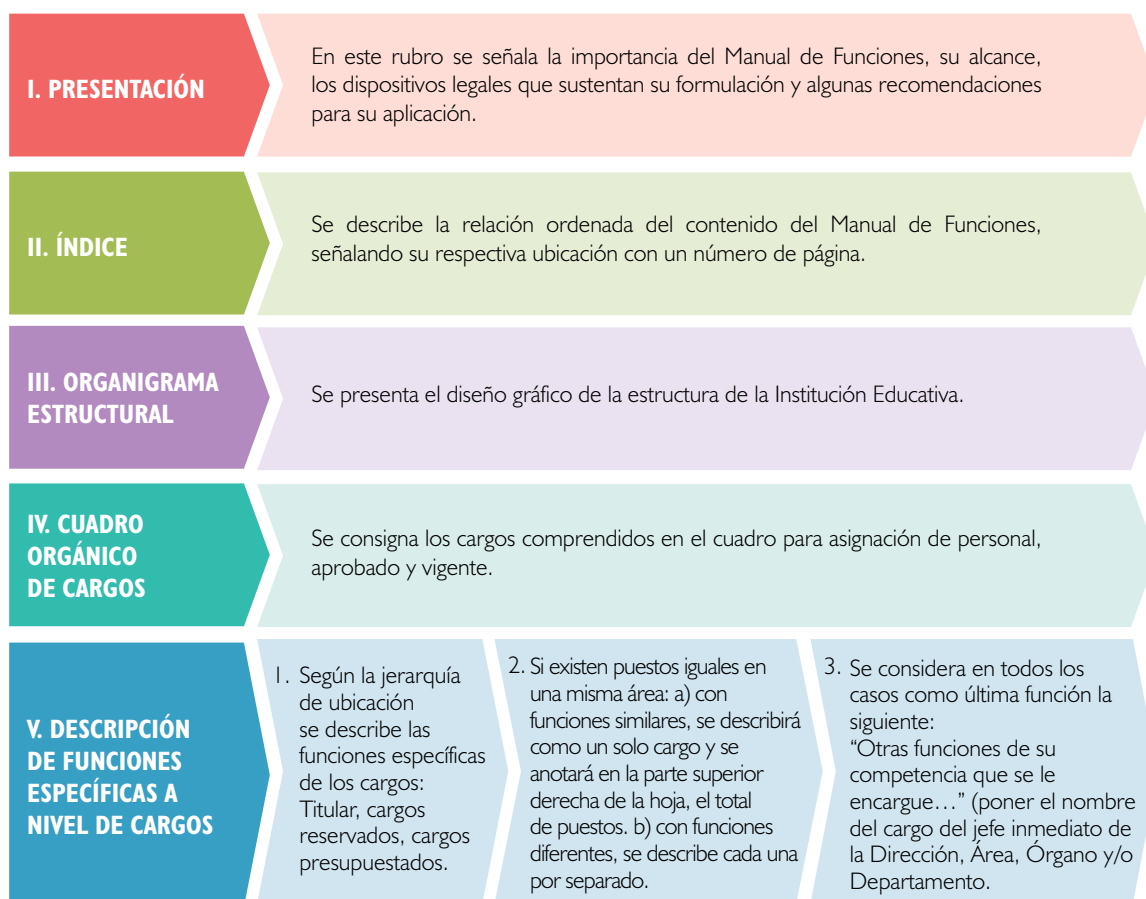 I. PRESENTACIÓN
En este rubro se señala la importancia del Manual de Funciones, su alcance,
los dispositivos legales que sustentan su formulación y algunas recomendaciones
para su aplicación.
II. ÍNDICE
Se describe la relación ordenada del contenido del Manual de Funciones,
señalando su respectiva ubicación con un número de página.
III. ORGANIGRAMA
ESTRUCTURAL
Se presenta el diseño gráfico de la estructura de la Institución Educativa.
IV. CUADRO
ORGÁNICO
DE CARGOS
Se consigna los cargos comprendidos en el cuadro para asignación de personal,
aprobado y vigente.
V. DESCRIPCIÓN
DE FUNCIONES
ESPECÍFICAS A
NIVEL DE CARGOS
1. Según la jerarquía
de ubicación
se describe las
funciones específicas
de los cargos:
Titular, cargos
reservados, cargos
presupuestados.
2. Si existen puestos iguales en
una misma área: a) con
funciones similares, se describirá
como un solo cargo y se
anotará en la parte superior
derecha de la hoja, el total
de puestos. b) con funciones
diferentes, se describe cada una
por separado.
3. Se considera en todos los
casos como última función la
siguiente:
“Otras funciones de su
competencia que se le
encargue…” (poner el nombre
del cargo del jefe inmediato de
la Dirección, Área, Órgano y/o
Departamento.